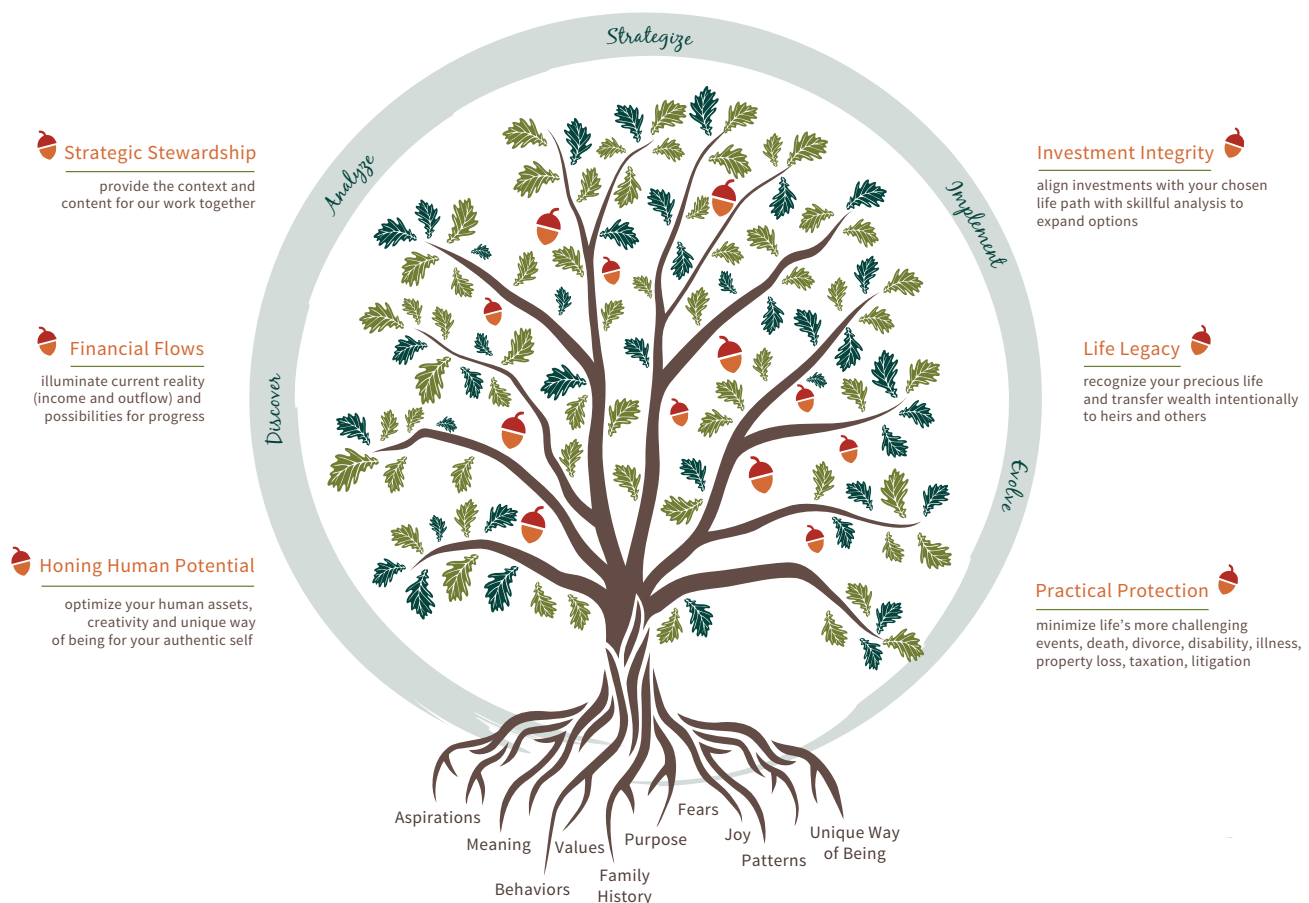 Strategize
Analyze
Discover
Implement
Evolve
Strategic Stewardship
provide the context and
content for our work together
Financial Flows
illuminate current reality
(income and outflow) and
possibilities for progress
Honing Human Potential
optimize your human assets,
creativity and unique way
of being for your authentic self
Investment Integrity
align investments with your chosen
life path with skillful analysis to
expand options
Life Legacy
recognize your precious life
and transfer wealth intentionally
to heirs and others
Practical Protection
minimize life’s more challenging
events, death, divorce, disability, illness,
property loss, taxation, litigation
Aspirations
Meaning
Behaviors
Values
Family
History
Purpose
Fears
Joy
Patterns
Unique Way
of Being